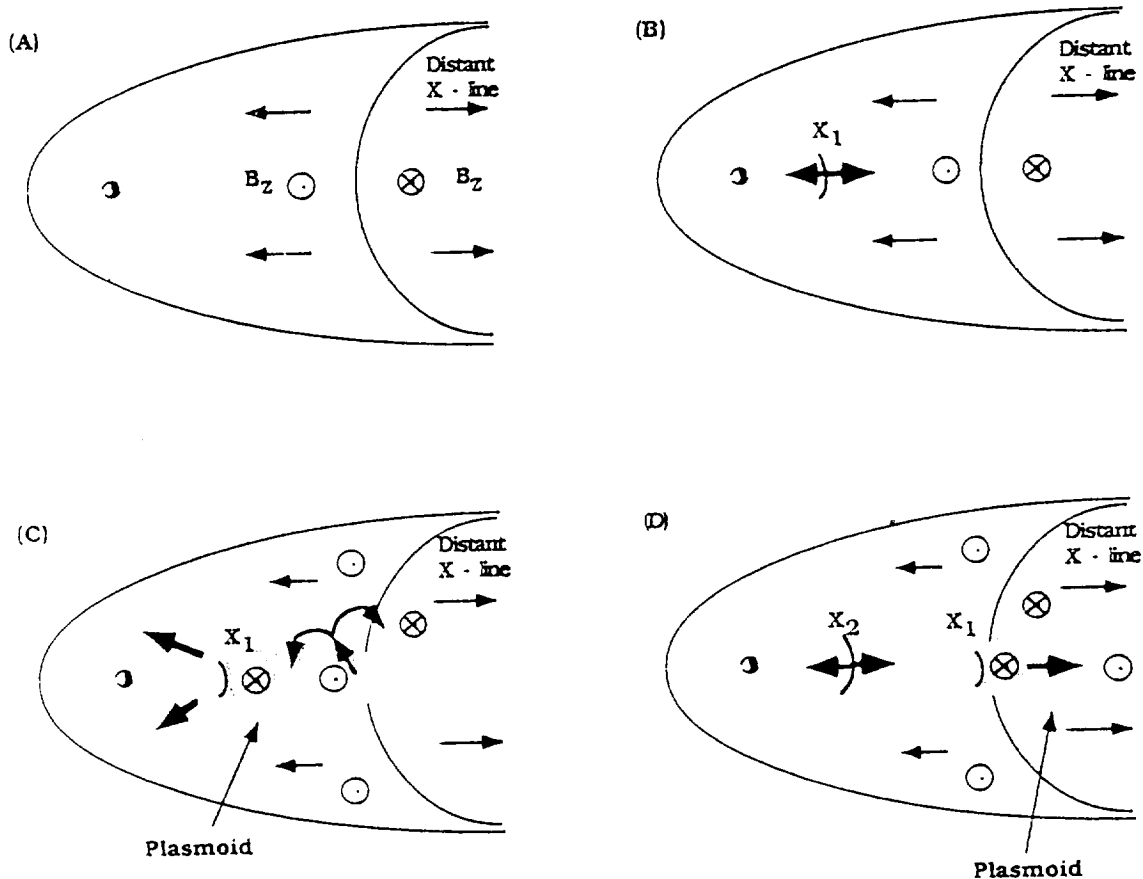 (A)
Distant
X - line
B_Z
B_Z
(B)
Distant
X - line
X_1
(C)
Distant
X - line
X_1
Plasmoid
(D)
Distant
X - line
X_2
X_1
Plasmoid